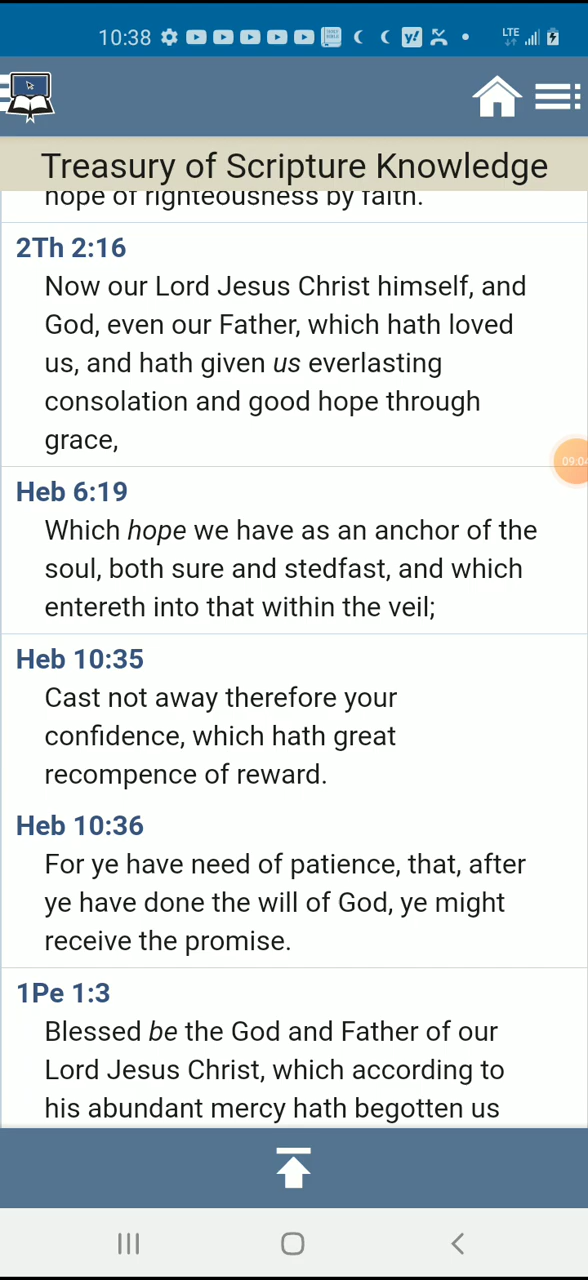 10:38 y! LTE
Treasury of Scripture Knowledge
hope of righteousness by faith.
2Th 2:16
Now our Lord Jesus Christ himself, and
God, even our Father, which hath loved
us, and hath given us everlasting
consolation and good hope through
grace,
09:04
Heb 6:19
Which hope we have as an anchor of the
soul, both sure and stedfast, and which
entereth into that within the veil;
Heb 10:35
Cast not away therefore your
confidence, which hath great
recompence of reward.
Heb 10:36
For ye have need of patience, that, after
ye have done the will of God, ye might
receive the promise.
1Pe 1:3
Blessed be the God and Father of our
Lord Jesus Christ, which according to
his abundant mercy hath begotten us